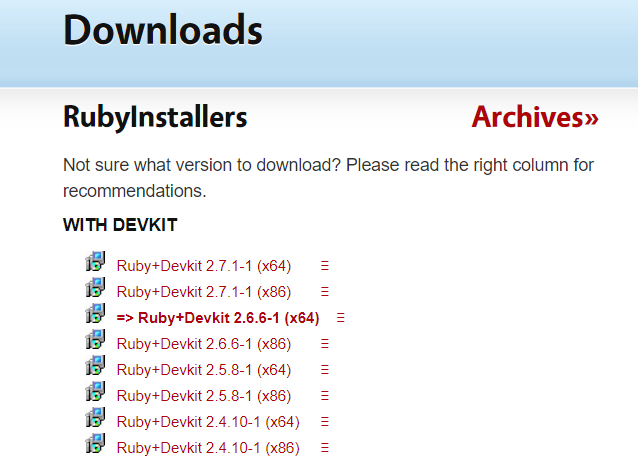 Downloads
RubyInstallers
Archives»
Not sure what version to download? Please read the right column for
recommendations.
WITH DEVKIT
Ruby+Devkit 2.7.1-1 (x64)
Ruby+Devkit 2.7.1-1 (x86)
=> Ruby+Devkit 2.6.6-1 (x64)
Ruby+Devkit 2.6.6-1 (x86)
Ruby+Devkit 2.5.8-1 (x64)
Ruby+Devkit 2.5.8-1 (x86)
Ruby+Devkit 2.4.10-1 (x64)
Ruby+Devkit 2.4.10-1 (x86)